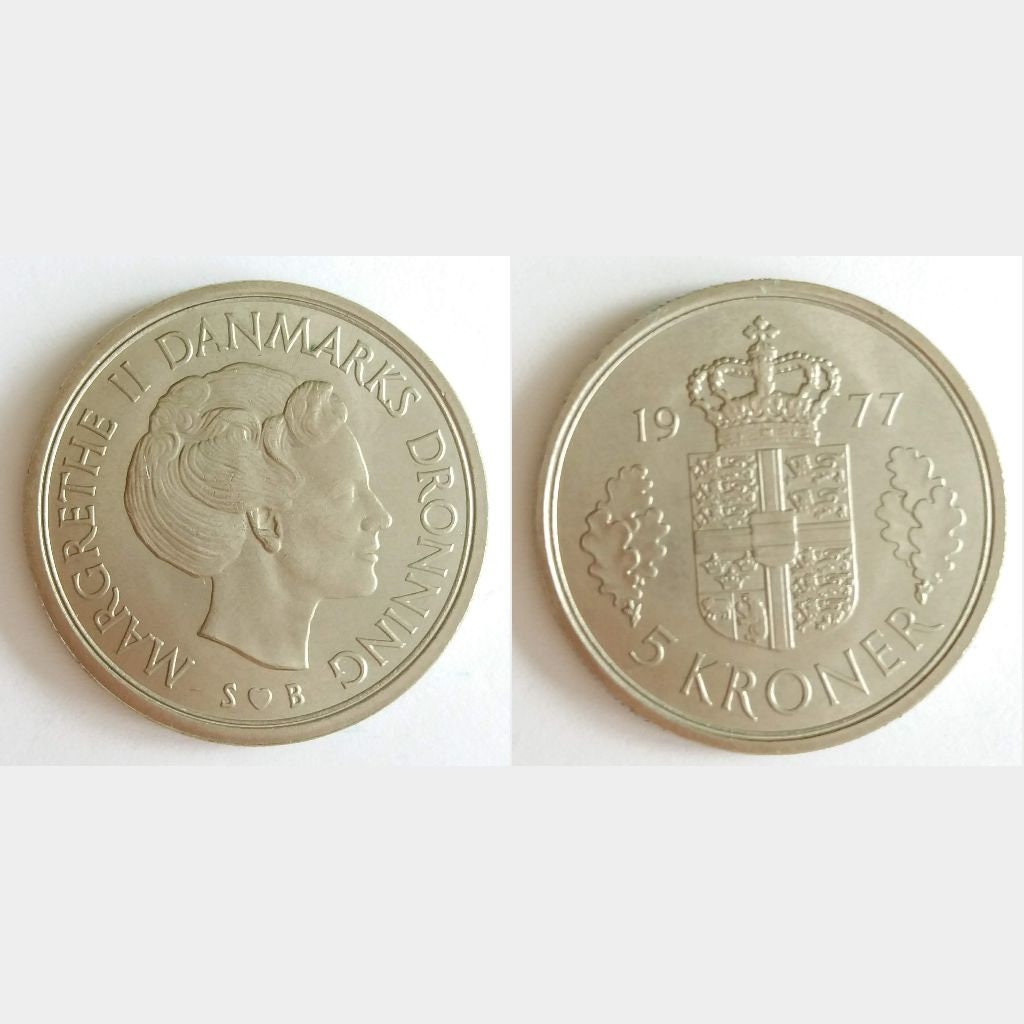 MARGRETHE II DANMARKS DRONNING
S♡B
19 77
5 KRONER